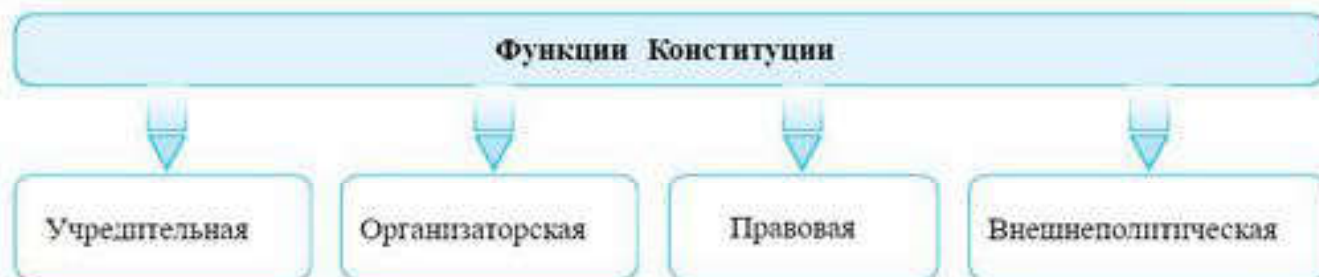 Функции Конституции
Учредительная
Организаторская
Правовая
Внешнеполитическая